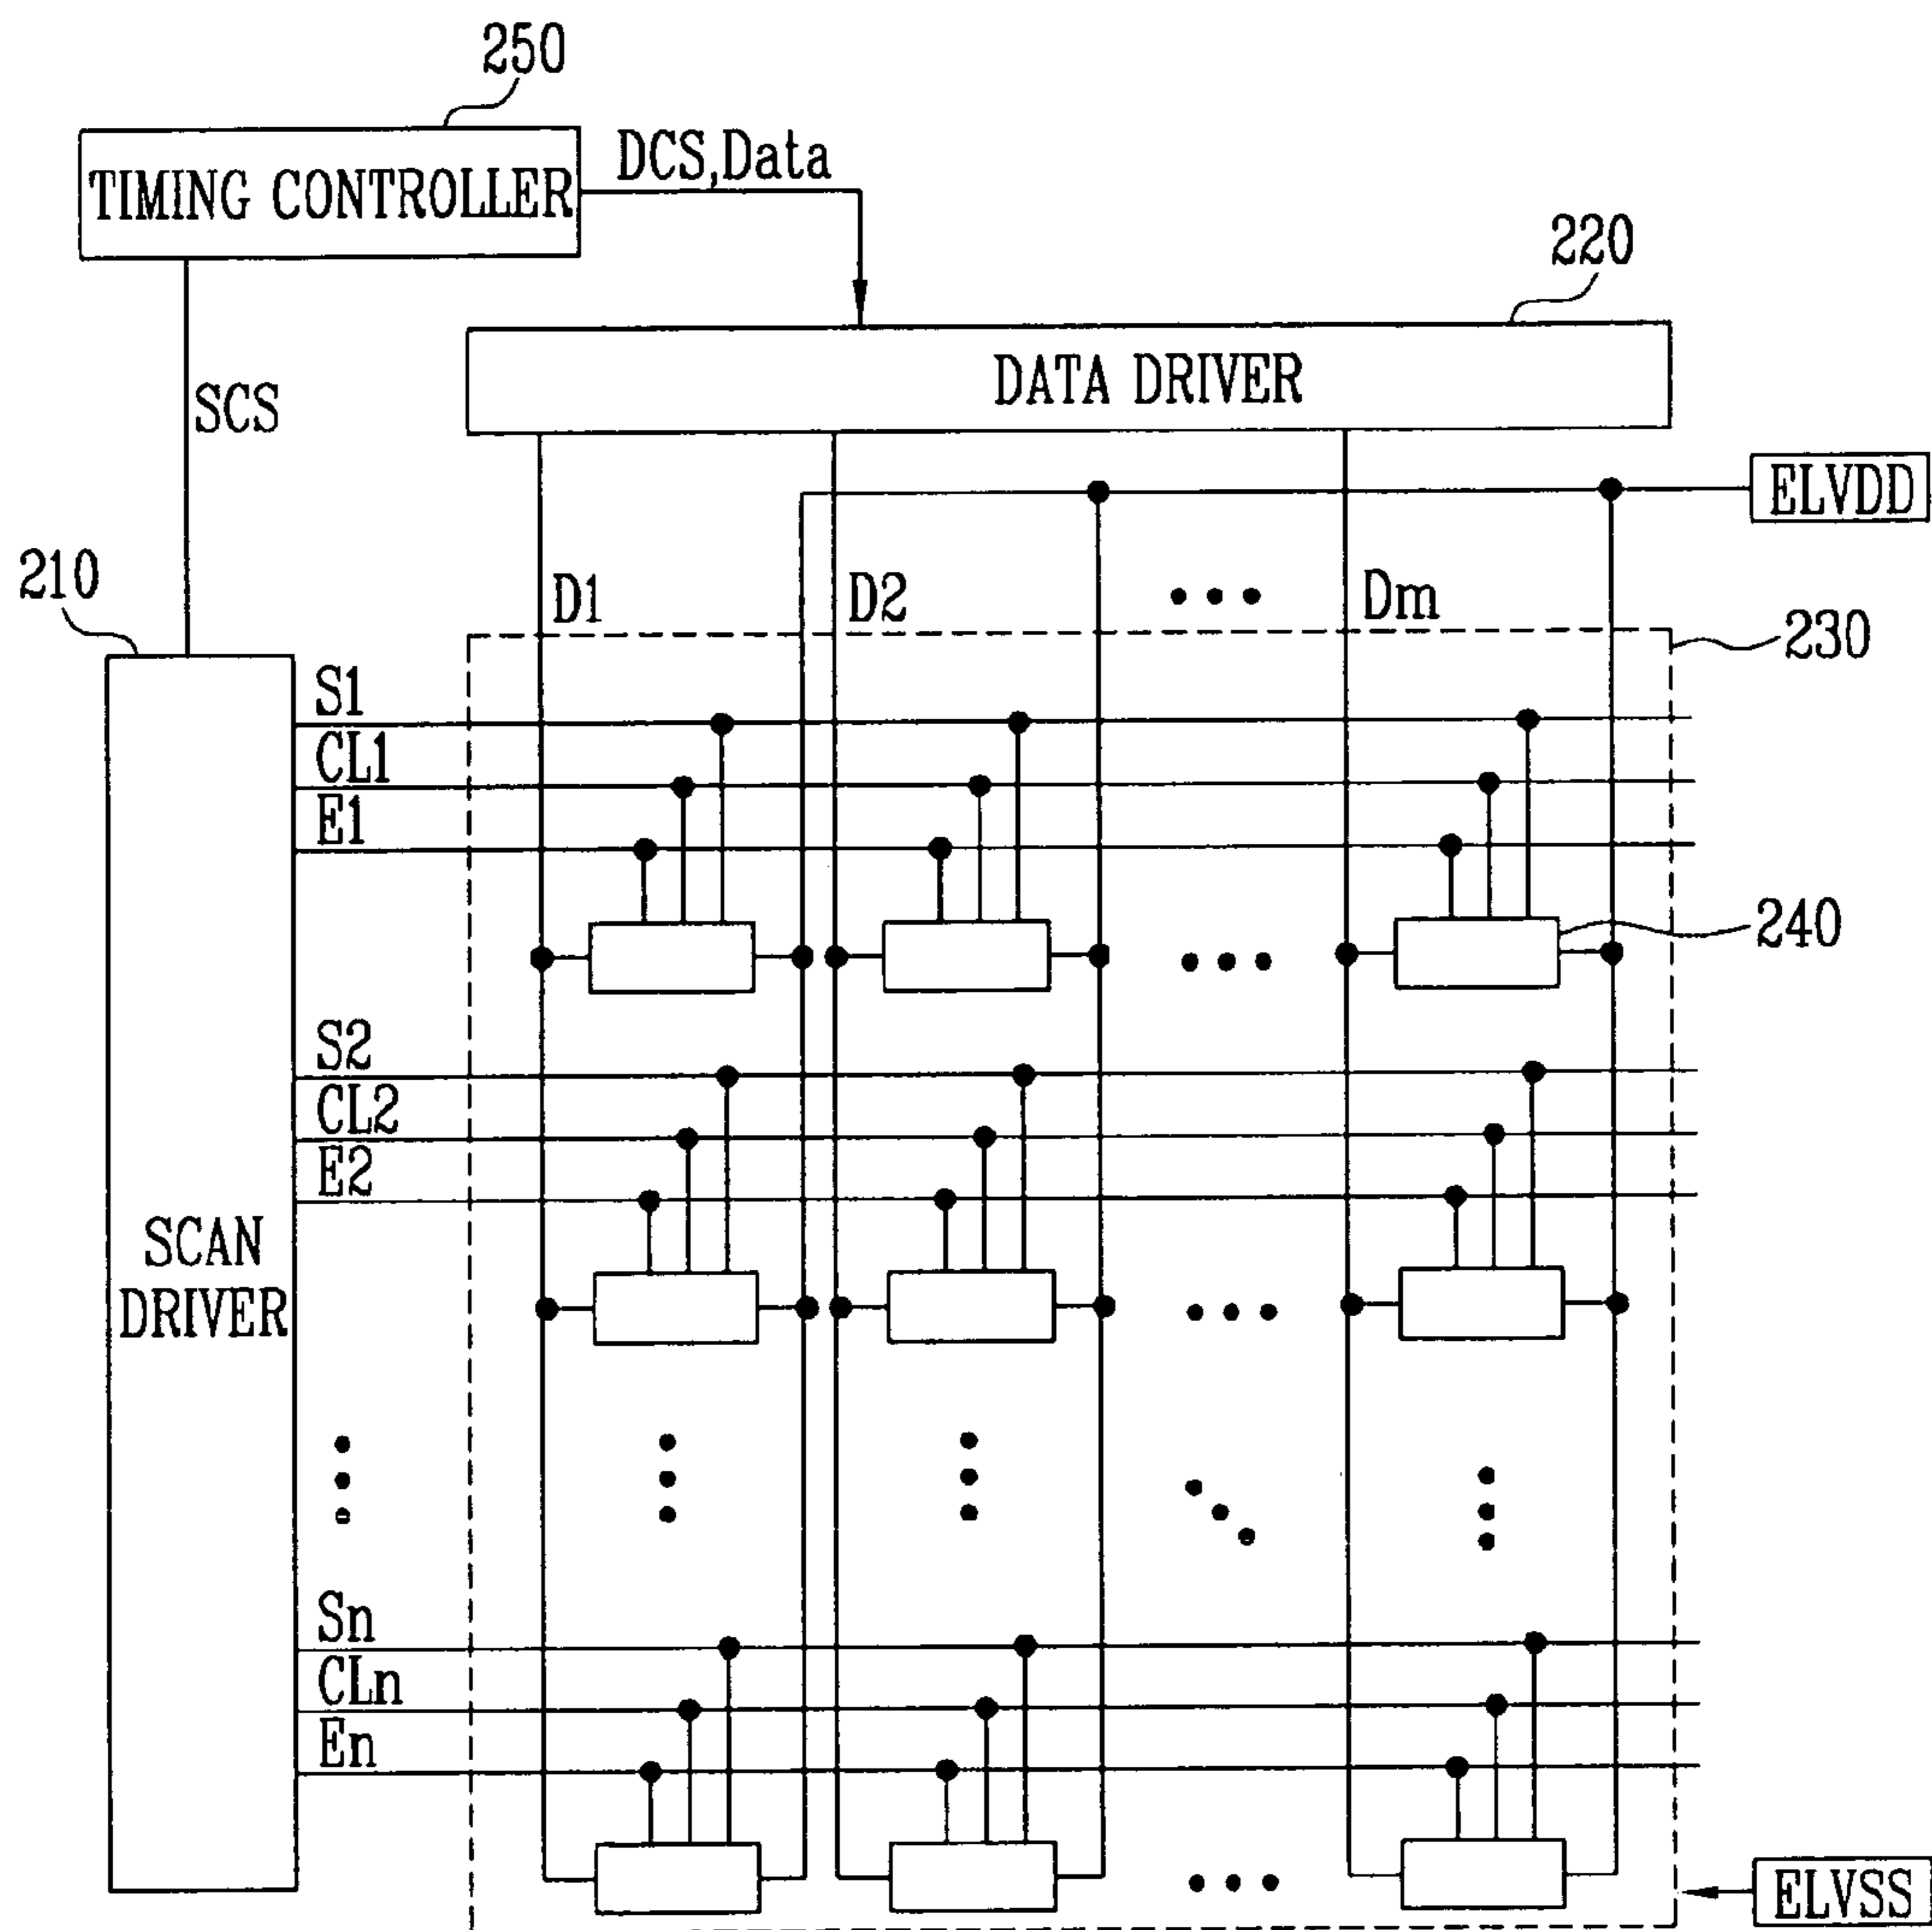 250
TIMING CONTROLLER
DCS,Data
220
DATA DRIVER
SCS
ELVDD
210
D1
D2
Dm
230
S1
CL1
E1
240
S2
CL2
E2
SCAN
DRIVER
Sn
CLn
En
ELVSS